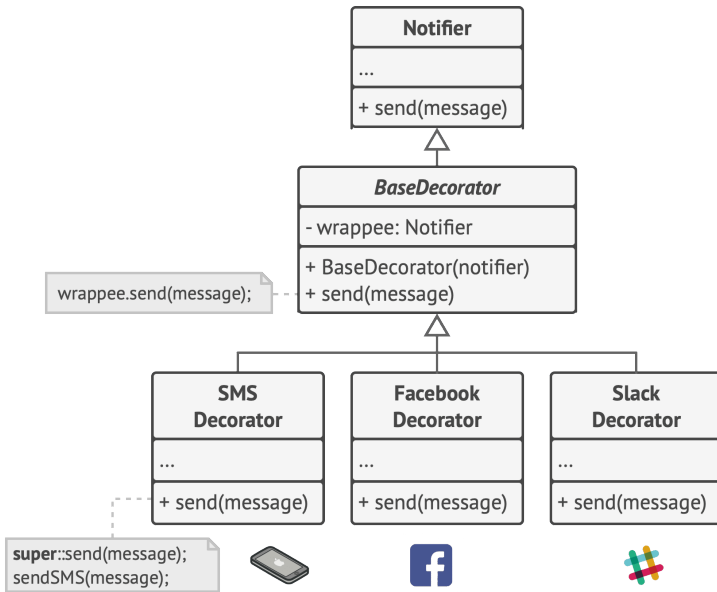 Notifier
...
+ send(message)
BaseDecorator
- wrappee: Notifier
+ BaseDecorator(notifier)
+ send(message)
wrappee.send(message);
SMS
Decorator
...
+ send(message)
Facebook
Decorator
...
+ send(message)
Slack
Decorator
...
+ send(message)
super::send(message);
sendSMS(message);
f